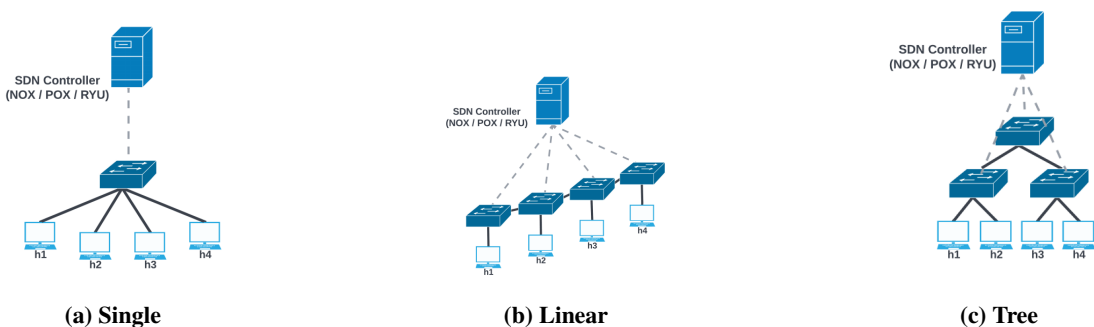 SDN Controller
(NOX / POX / RYU)
h1
h2
h3
h4
(a) Single
SDN Controller
(NOX / POX / RYU)
h1
h2
h3
h4
(b) Linear
SDN Controller
(NOX / POX / RYU)
h1
h2
h3
h4
(c) Tree